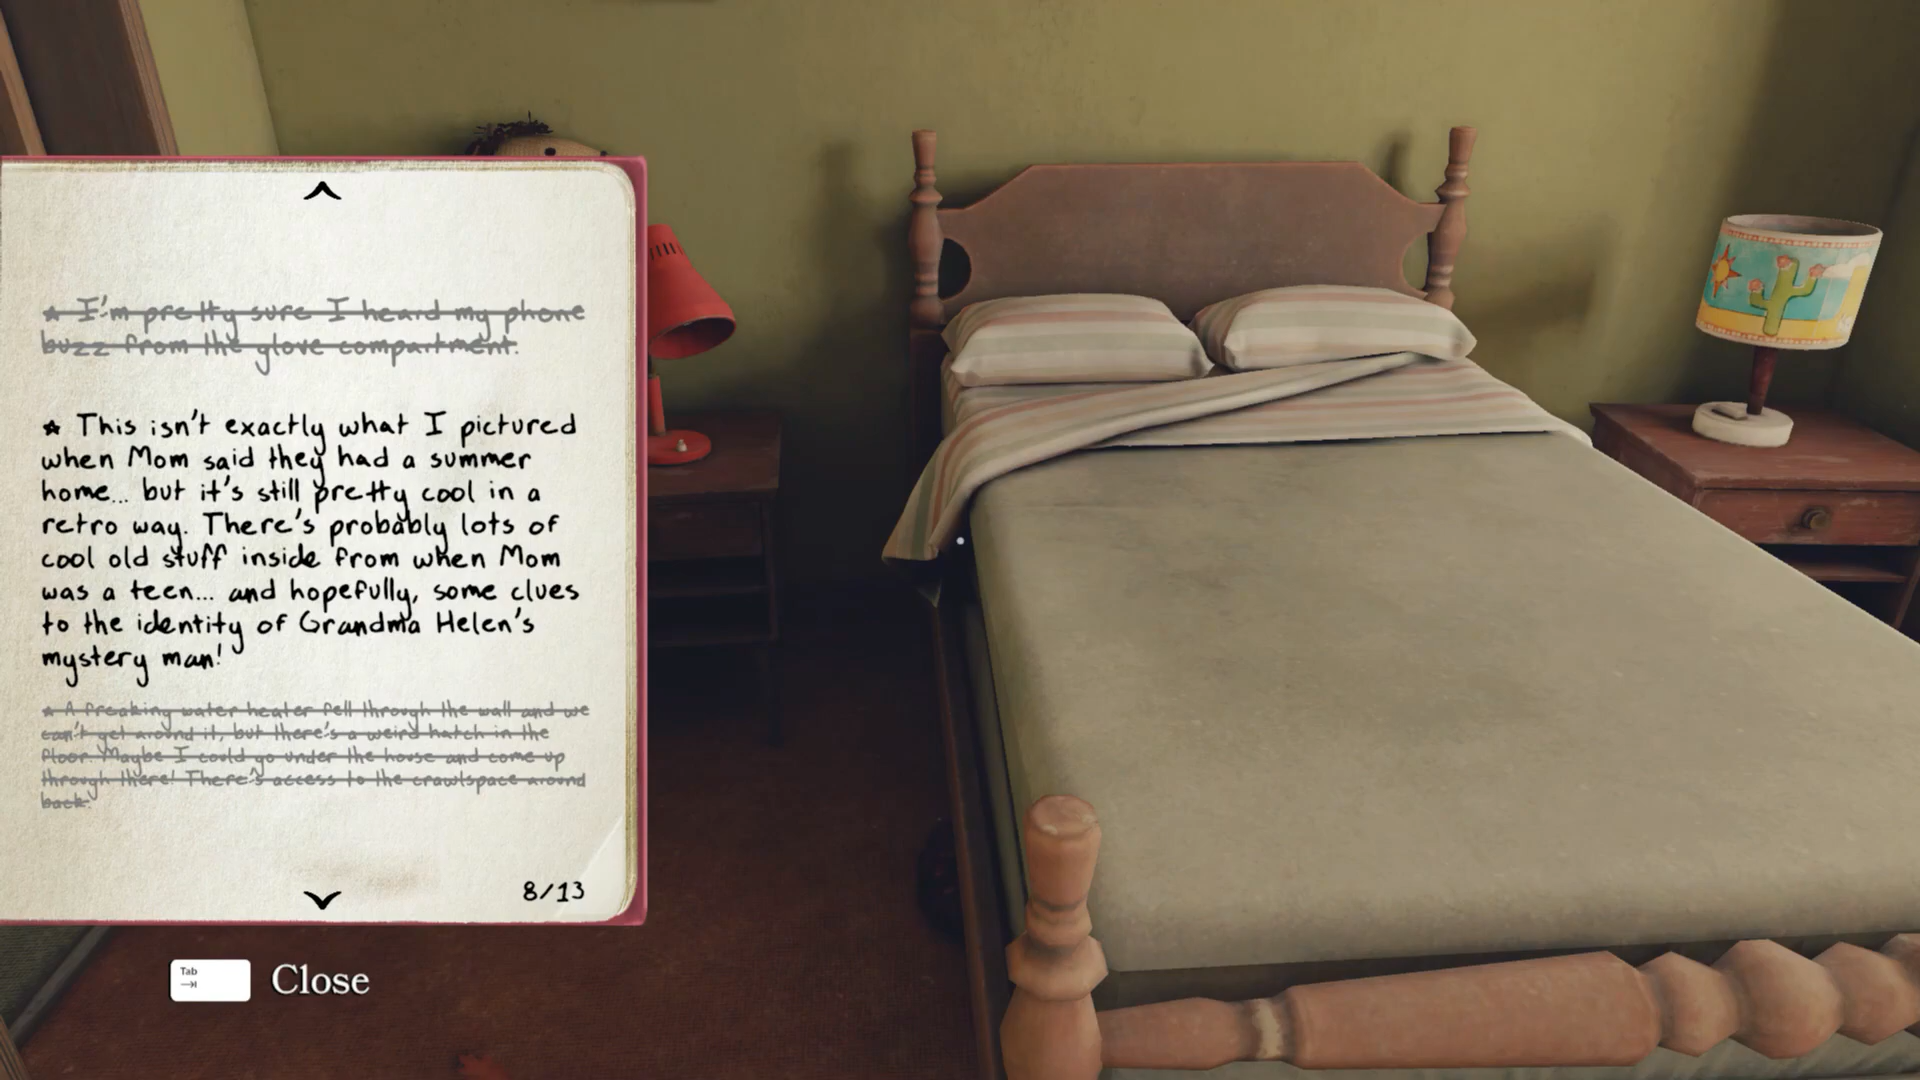 ★ I'm pretty sure I heard my phone
buzz from the glove compartment.
★ This isn't exactly what I pictured
when Mom said they had a summer
home... but it's still pretty cool in a
retro way. There's probably lots of
cool old stuff inside from when Mom
was a teen... and hopefully, some clues
to the identity of Grandma Helen's
mystery man!
★ A freaking water heater fell through the wall and we
can't get around it, but there's a weird hatch in the
floor. Maybe I could go under the house and come up
through there! There's access to the crawlspace around
back.
8/13
Tab
Close